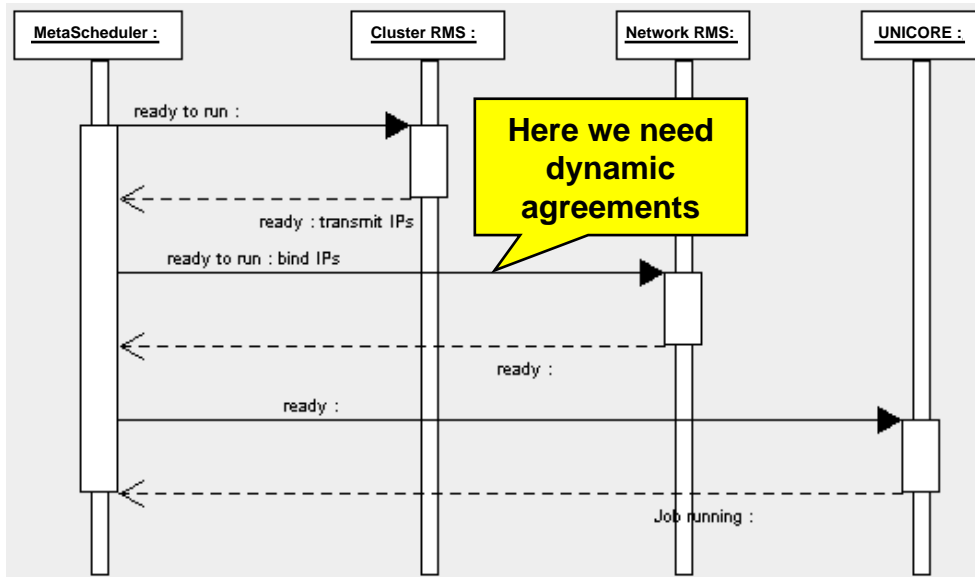 MetaScheduler :
Cluster RMS :
Network RMS:
UNICORE :
ready to run :
Here we need
dynamic
agreements
ready : transmit IPs
ready to run : bind IPs
ready :
ready :
Job running :